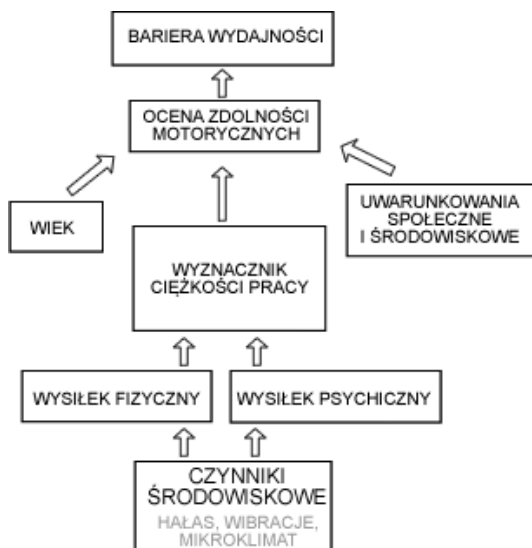 BARIERA WYDAJNOŚCI
OCENA ZDOLNOŚCI
MOTORYCZNYCH
WIEK
UWARUNKOWANIA
SPOŁECZNE
I ŚRODOWISKOWE
WYZNACZNIK
CIĘŻKOŚCI PRACY
WYSIŁEK FIZYCZNY
WYSIŁEK PSYCHICZNY
CZYNNIKI
ŚRODOWISKOWE
HAŁAS, WIBRACJE,
MIKROKLIMAT